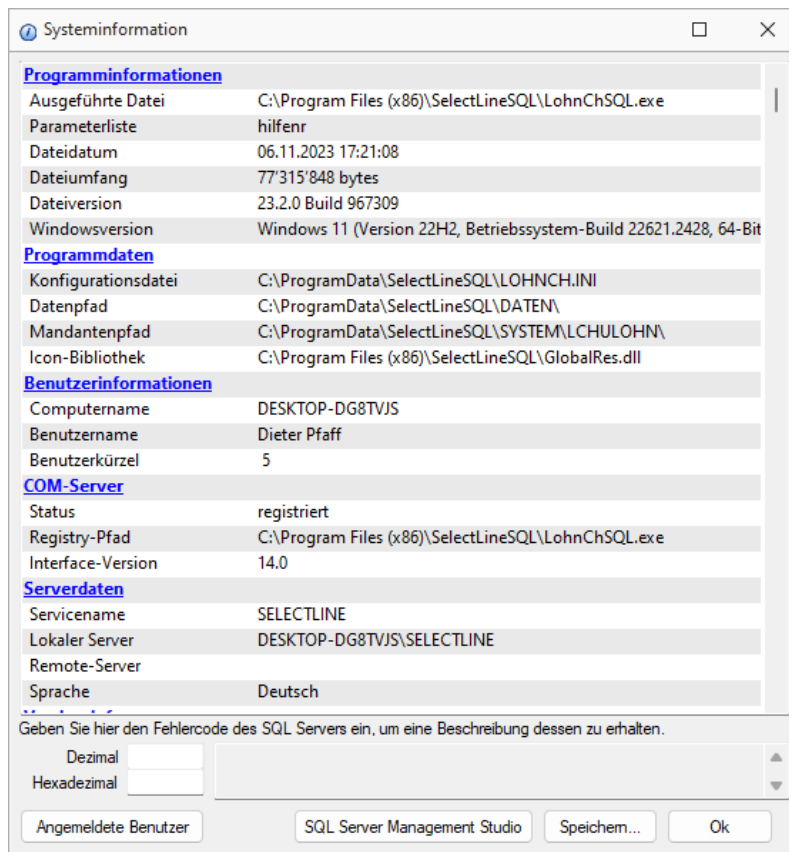 Systeminformation
Programminformationen
Ausgeführte Datei C:\Program Files (x86)\SelectLineSQL\LohnChSQL.exe
Parameterliste hilfenr
Dateidatum 06.11.2023 17:21:08
Dateiumfang 77'315'848 bytes
Dateiversion 23.2.0 Build 967309
Windowsversion Windows 11 (Version 22H2, Betriebssystem-Build 22621.2428, 64-Bit
Programmdaten
Konfigurationsdatei C:\ProgramData\SelectLineSQL\LOHNCH.INI
Datenpfad C:\ProgramData\SelectLineSQL\DATEN\
Mandantenpfad C:\ProgramData\SelectLineSQL\SYSTEM\LCHULOHN\
Icon-Bibliothek C:\Program Files (x86)\SelectLineSQL\GlobalRes.dll
Benutzerinformationen
Computername DESKTOP-DG8TVJS
Benutzername Dieter Pfaff
Benutzerkürzel 5
COM-Server
Status registriert
Registry-Pfad C:\Program Files (x86)\SelectLineSQL\LohnChSQL.exe
Interface-Version 14.0
Serverdaten
Servicename SELECTLINE
Lokaler Server DESKTOP-DG8TVJS\SELECTLINE
Remote-Server
Sprache Deutsch
Geben Sie hier den Fehlercode des SQL Servers ein, um eine Beschreibung dessen zu erhalten.
Dezimal
Hexadezimal
Angemeldete Benutzer SQL Server Management Studio Speichern... Ok